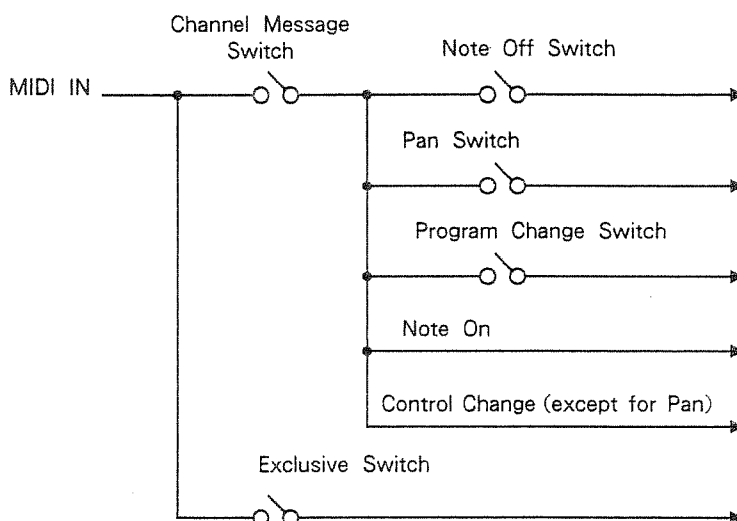 Channel Message
Switch
Note Off Switch
MIDI IN
Pan Switch
Program Change Switch
Note On
Control Change (except for Pan)
Exclusive Switch